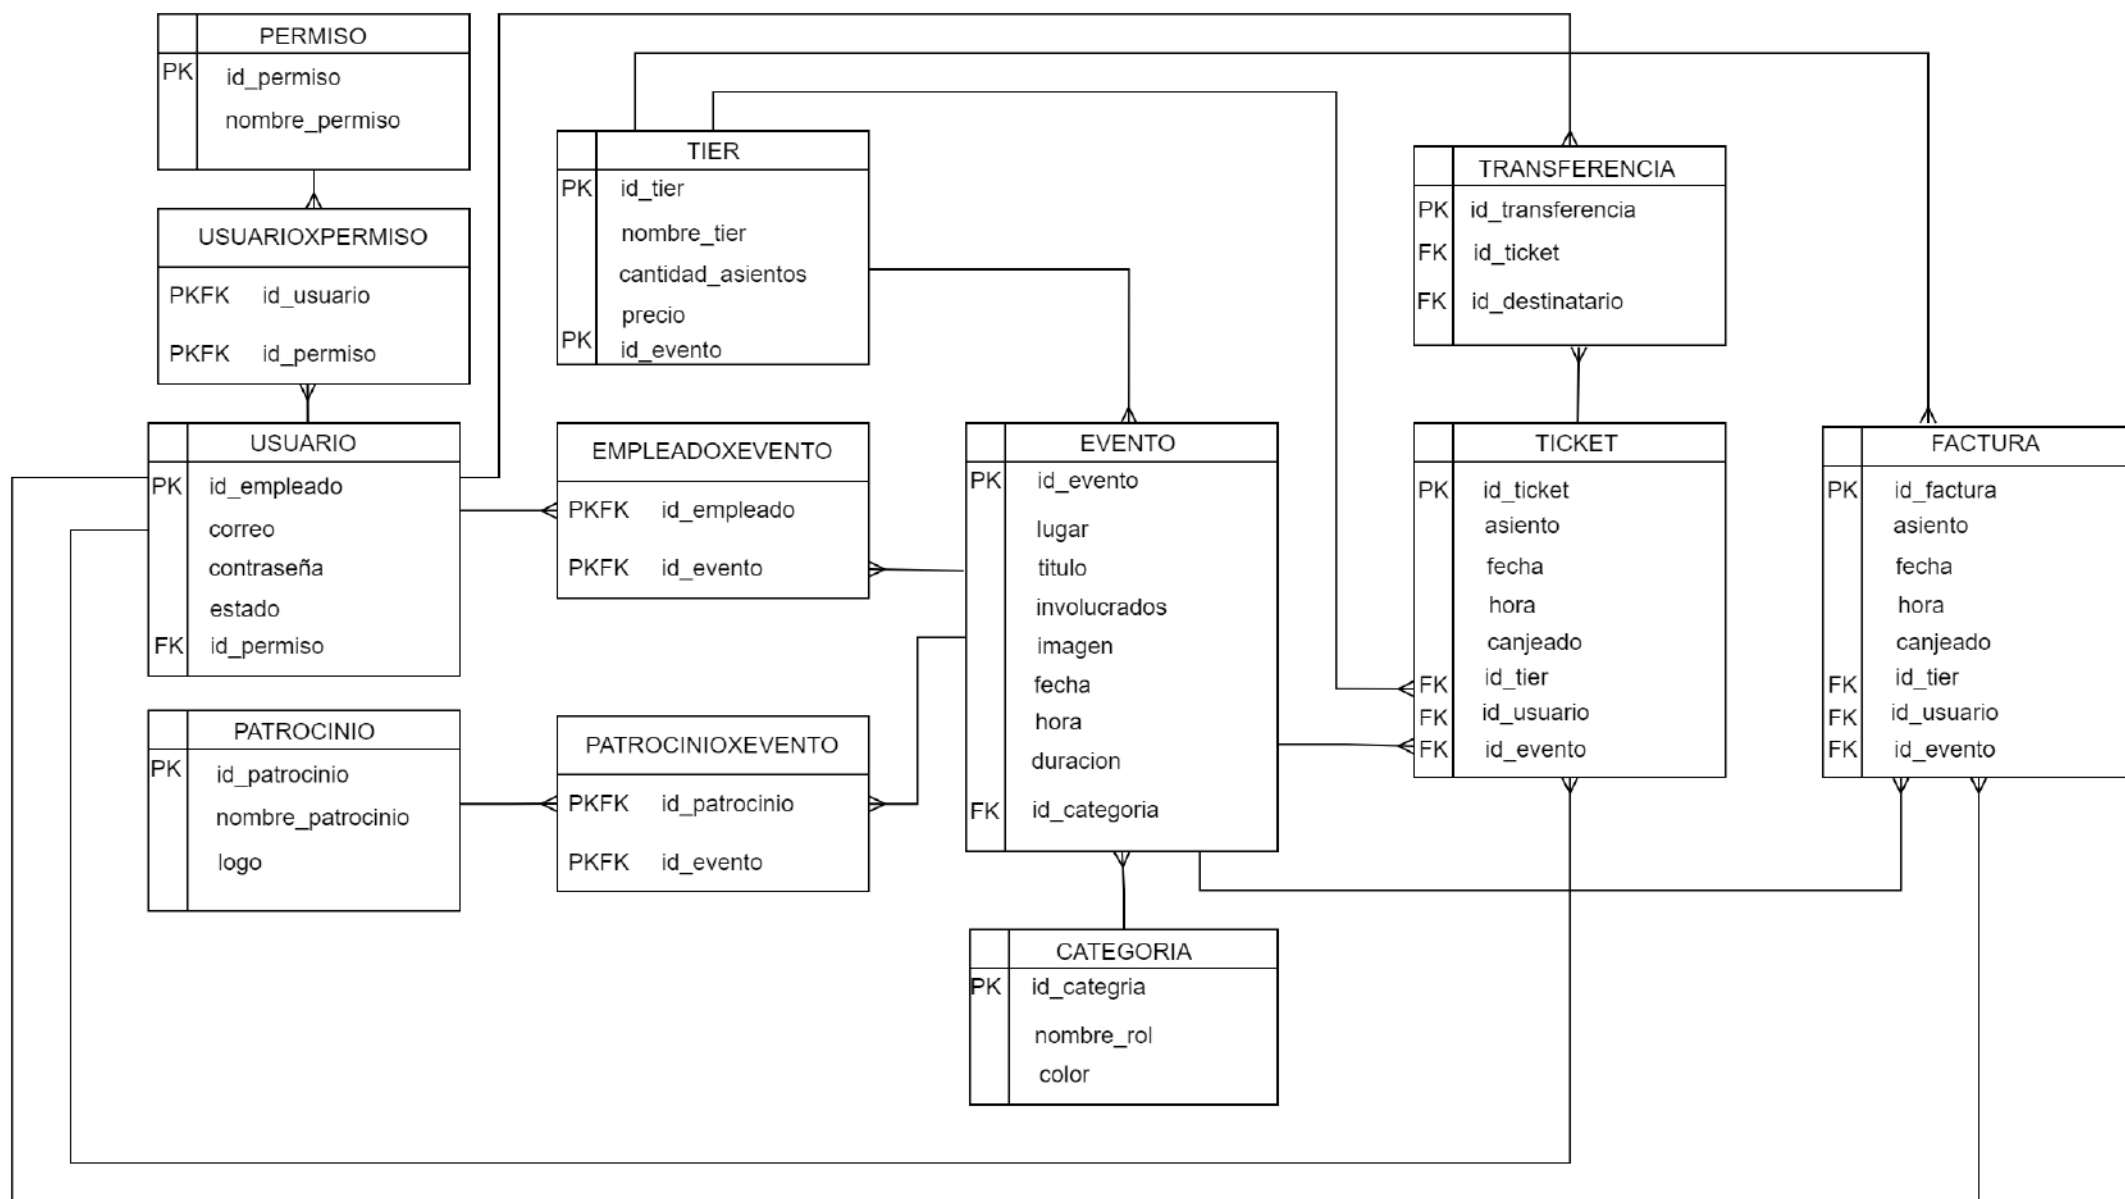 PERMISO
PK id_permiso
nombre_permiso
USUARIOXPERMISO
PKFK id_usuario
PKFK id_permiso
USUARIO
PK id_empleado
correo
contraseña
estado
FK id_permiso
PATROCINIO
PK id_patrocinio
nombre_patrocinio
logo
TIER
PK id_tier
nombre_tier
cantidad_asientos
precio
PK id_evento
EMPLEADOXEVENTO
PKFK id_empleado
PKFK id_evento
PATROCINIOXEVENTO
PKFK id_patrocinio
PKFK id_evento
EVENTO
PK id_evento
lugar
titulo
involucrados
imagen
fecha
hora
duracion
FK id_categoria
CATEGORIA
PK id_categria
nombre_rol
color
TRANSFERENCIA
PK id_transferencia
FK id_ticket
FK id_destinatario
TICKET
PK id_ticket
asiento
fecha
hora
canjeado
FK id_tier
FK id_usuario
FK id_evento
FACTURA
PK id_factura
asiento
fecha
hora
canjeado
FK id_tier
FK id_usuario
FK id_evento